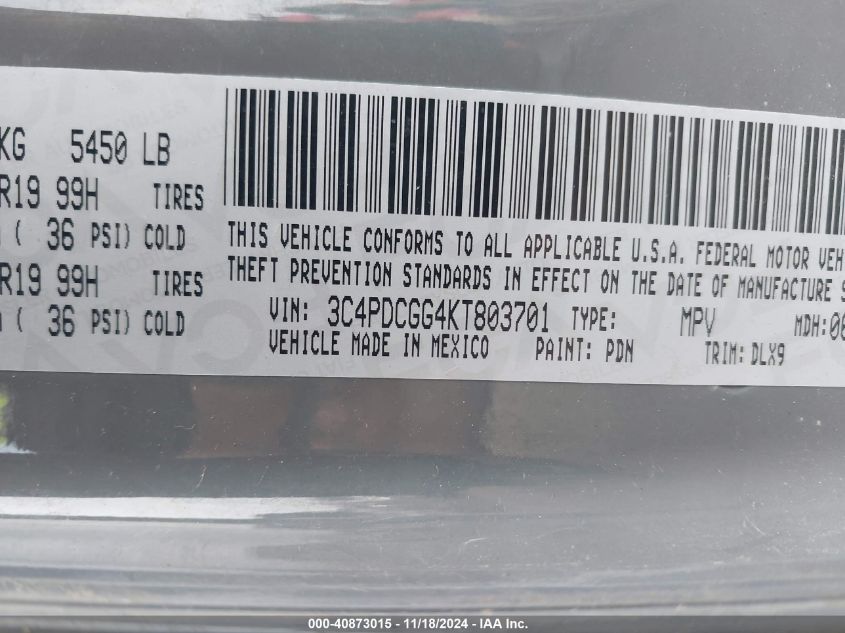 KG 5450 LB
R19 99H TIRES
( 36 PSI) COLD
R19 99H TIRES
( 36 PSI) COLD
THIS VEHICLE CONFORMS TO ALL APPLICABLE U.S.A. FEDERAL MOTOR VEH
THEFT PREVENTION STANDARDS IN EFFECT ON THE DATE OF MANUFACTURE S
VIN: 3C4PDCGG4KT803701 TYPE: MPV MDH:06
VEHICLE MADE IN MEXICO PAINT: PDN TRIM: DLX9
000-40873015 - 11/18/2024 - IAA Inc.